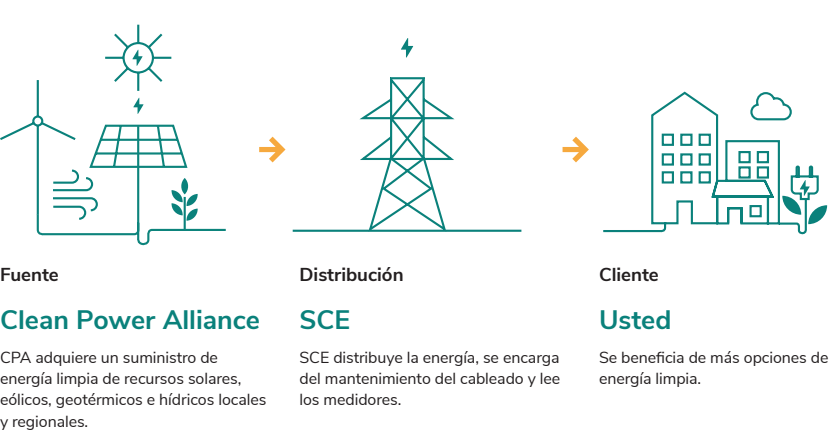 Fuente
Clean Power Alliance
CPA adquiere un suministro de
energía limpia de recursos solares,
eólicos, geotérmicos e hídricos locales
y regionales.
Distribución
SCE
SCE distribuye la energía, se encarga
del mantenimiento del cableado y lee
los medidores.
Cliente
Usted
Se beneficia de más opciones de
energía limpia.